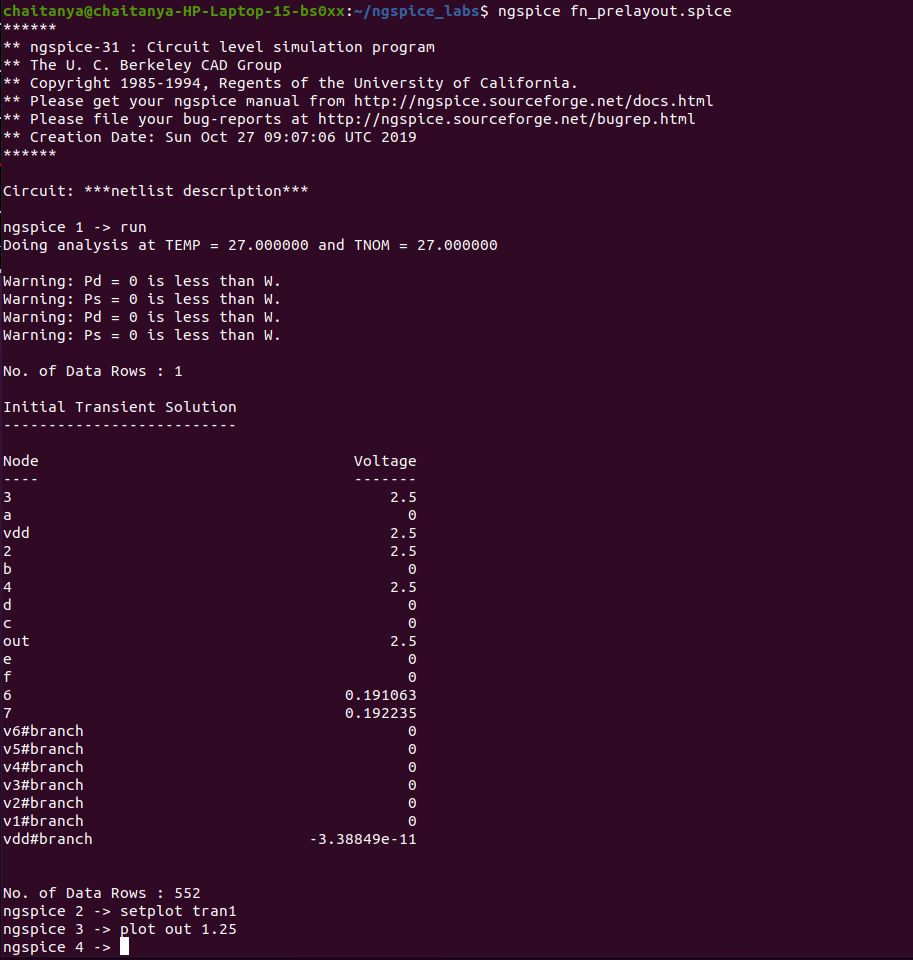 chaitanya@chaitanya-HP-Laptop-15-bs0xx:~/ngspice_labs$ ngspice fn_prelayout.spice
******
** ngspice-31 : Circuit level simulation program
** The U. C. Berkeley CAD Group
** Copyright 1985-1994, Regents of the University of California.
** Please get your ngspice manual from http://ngspice.sourceforge.net/docs.html
** Please file your bug-reports at http://ngspice.sourceforge.net/bugrep.html
** Creation Date: Sun Oct 27 09:07:06 UTC 2019
******
Circuit: ***netlist description***
ngspice 1 -> run
Doing analysis at TEMP = 27.000000 and TNOM = 27.000000
Warning: Pd = 0 is less than W.
Warning: Ps = 0 is less than W.
Warning: Pd = 0 is less than W.
Warning: Ps = 0 is less than W.
No. of Data Rows : 1
Initial Transient Solution
--------------------------
Node Voltage
---- -------
3 2.5
a 0
vdd 2.5
2 2.5
b 0
4 2.5
d 0
c 0
out 2.5
e 0
f 0
6 0.191063
7 0.192235
v6#branch 0
v5#branch 0
v4#branch 0
v3#branch 0
v2#branch 0
v1#branch 0
vdd#branch -3.38849e-11
No. of Data Rows : 552
ngspice 2 -> setplot tran1
ngspice 3 -> plot out 1.25
ngspice 4 ->